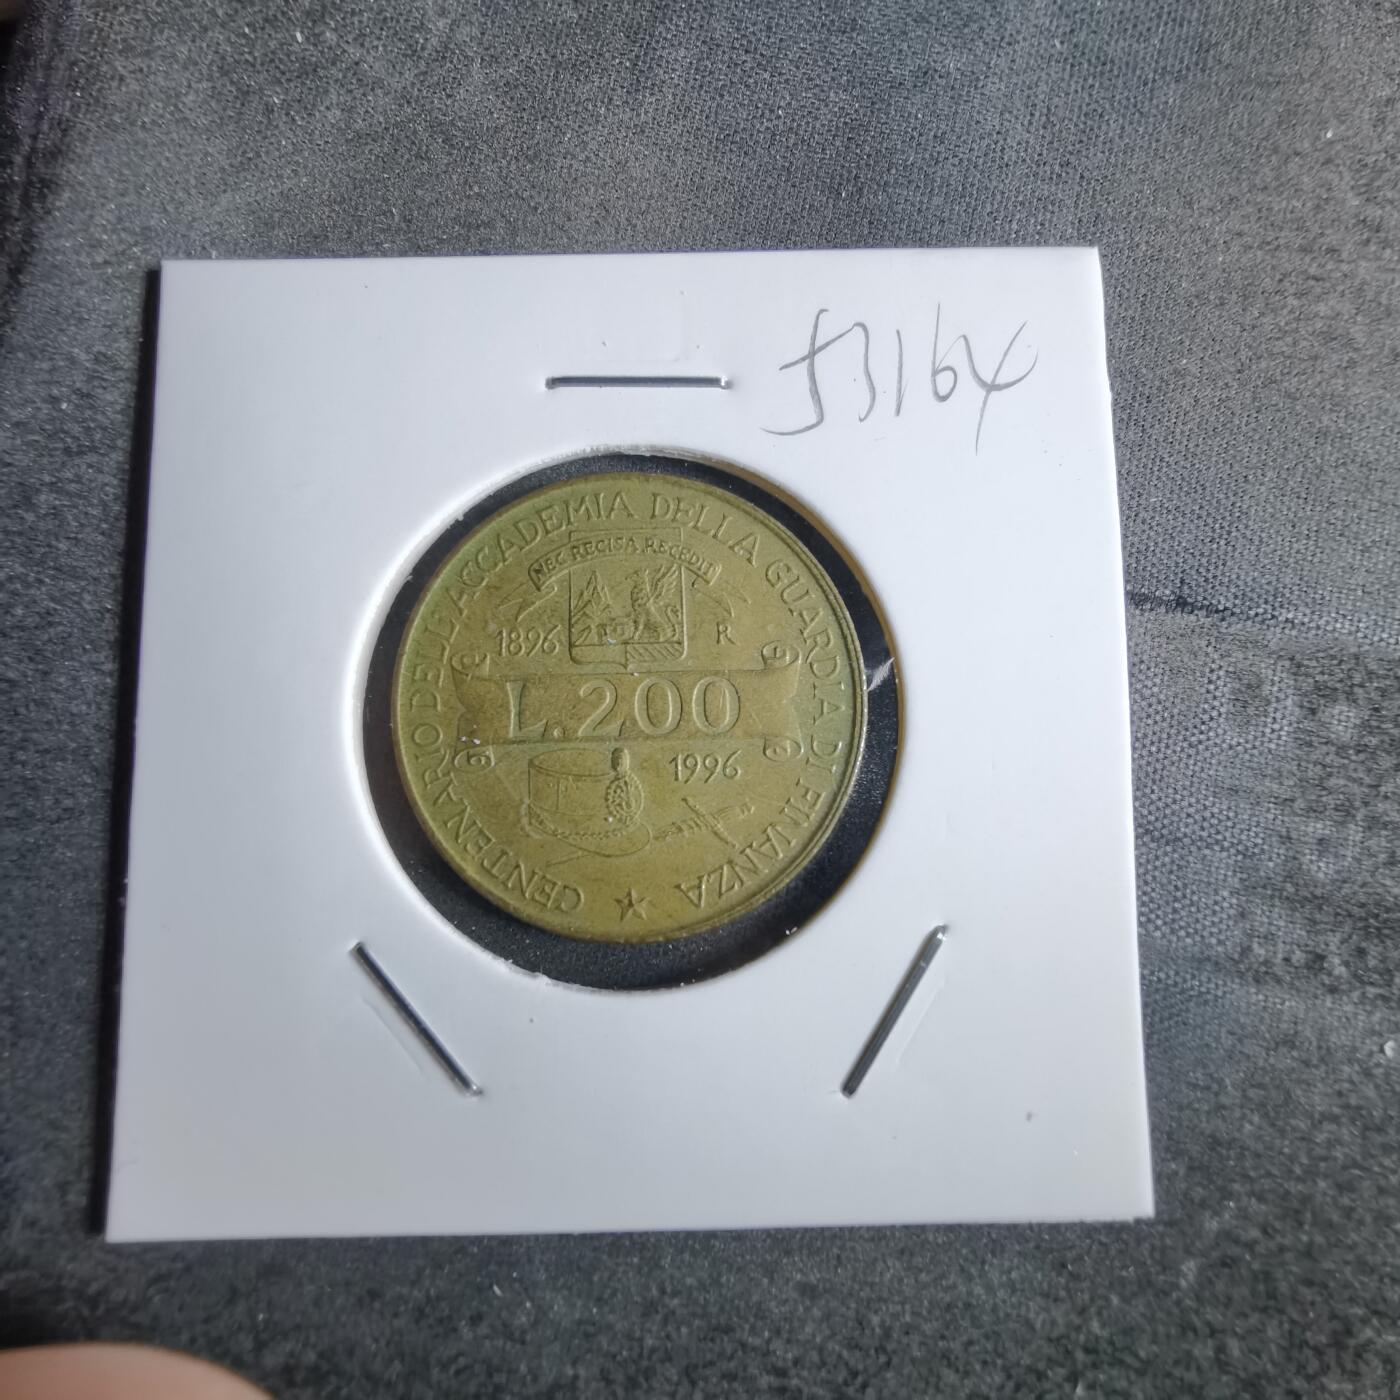 J3164
CENTENARIO DELL'ACCADEMIA DELLA GUARDIA DI FINANZA
NEC RECISA RECEDIT
1896 R
L.200
1996